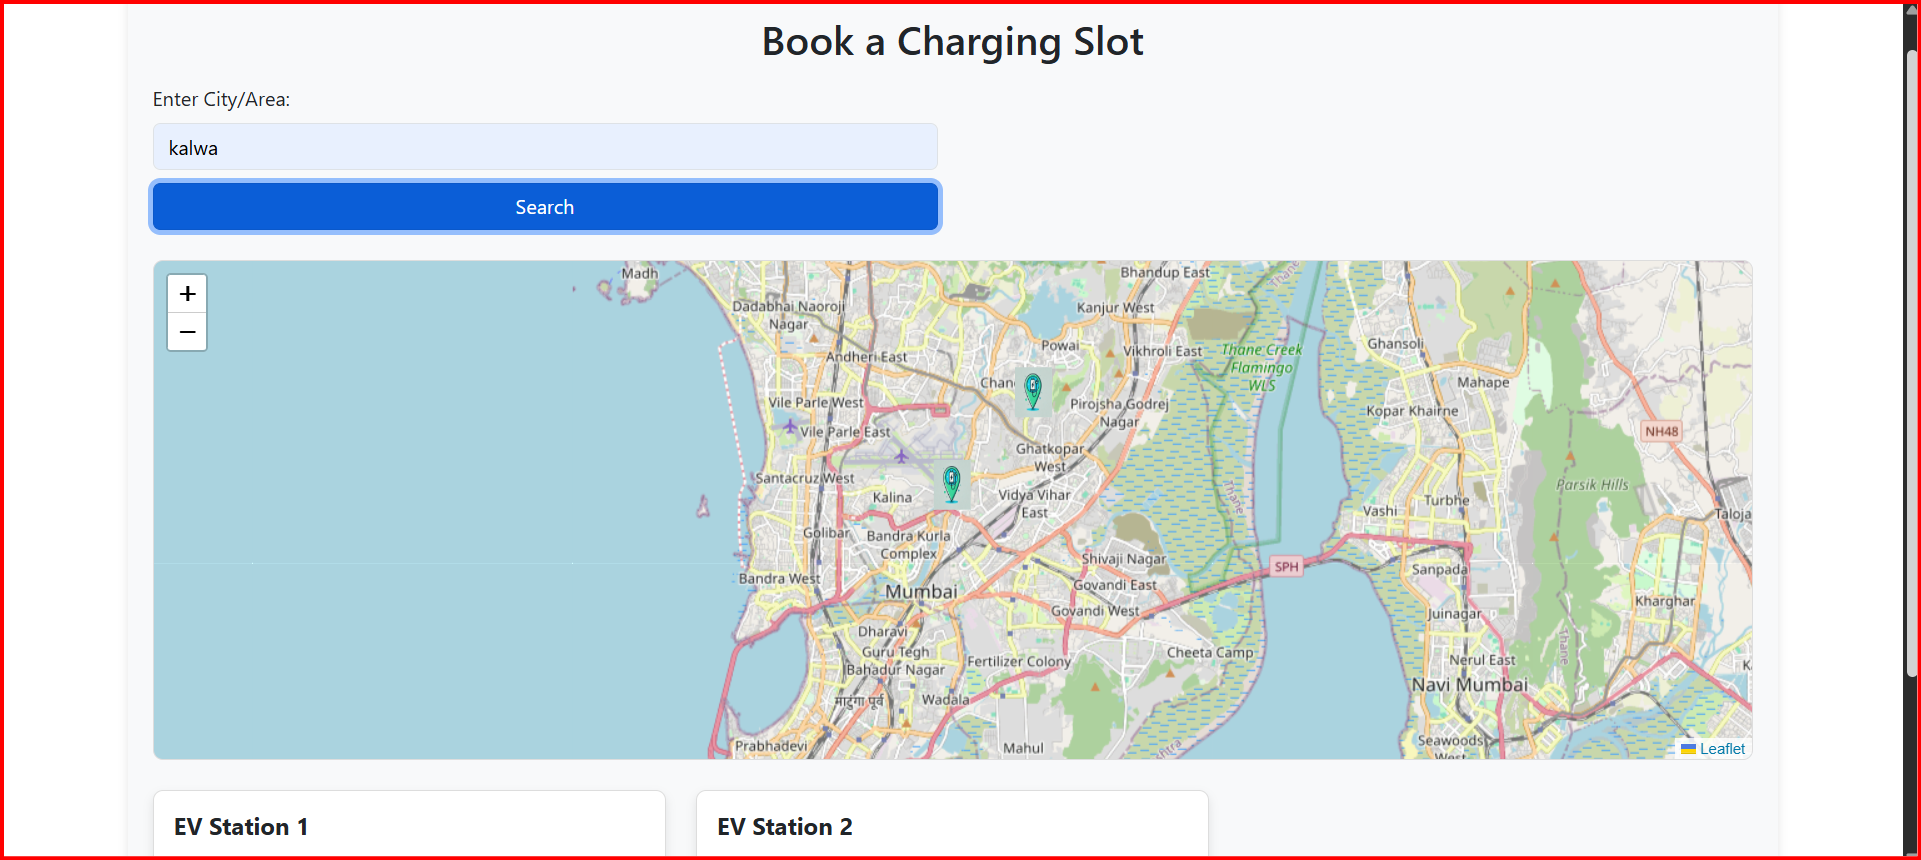 Book a Charging Slot
Enter City/Area:
kalwa
Search
+
−
Madh
Bhandup East
Thane
Dadabhai Naoroji
Nagar
Kanjur West
Powai
Vikhroli East
Thane Creek
Flamingo
WLS
Ghansoli
Andheri East
Mahape
Chan
Vile Parle West
Pirojsha Godrej
Nagar
Kopar Khairne
Vile Parle East
NH48
Ghatkopar
West
Santacruz West
Kalina
Vidya Vihar
East
Thane
Turbhe
Parsik Hills
Vashi
Taloja
Golibar
Bandra Kurla
Complex
Shivaji Nagar
SPH
Sanpada
Bandra West
Mumbai
Govandi East
Govandi West
Juinagar
Kharghar
Dharavi
Guru Tegh
Bahadur Nagar
Fertilizer Colony
Cheeta Camp
Nerul East
Thane
K
माटुंगा पूर्व
Wadala
Navi Mumbai
Prabhadevi
Mahul
Seawoods
West
Leaflet
EV Station 1
EV Station 2